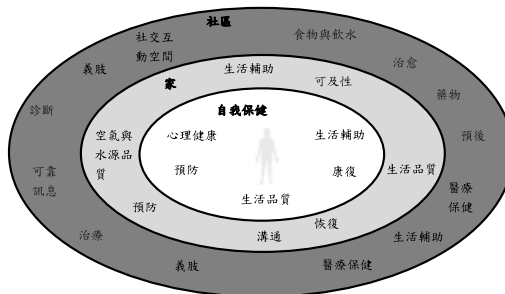 社區
社交互
動空間
食物與飲水
義肢
治愈
家
生活輔助
可及性
藥物
診斷
自我保健
空氣與
水源品
質
心理健康
生活輔助
預後
預防
康復
生活品質
可靠
訊息
醫療
保健
預防
生活品質
恢復
治療
溝通
生活輔助
義肢
醫療保健